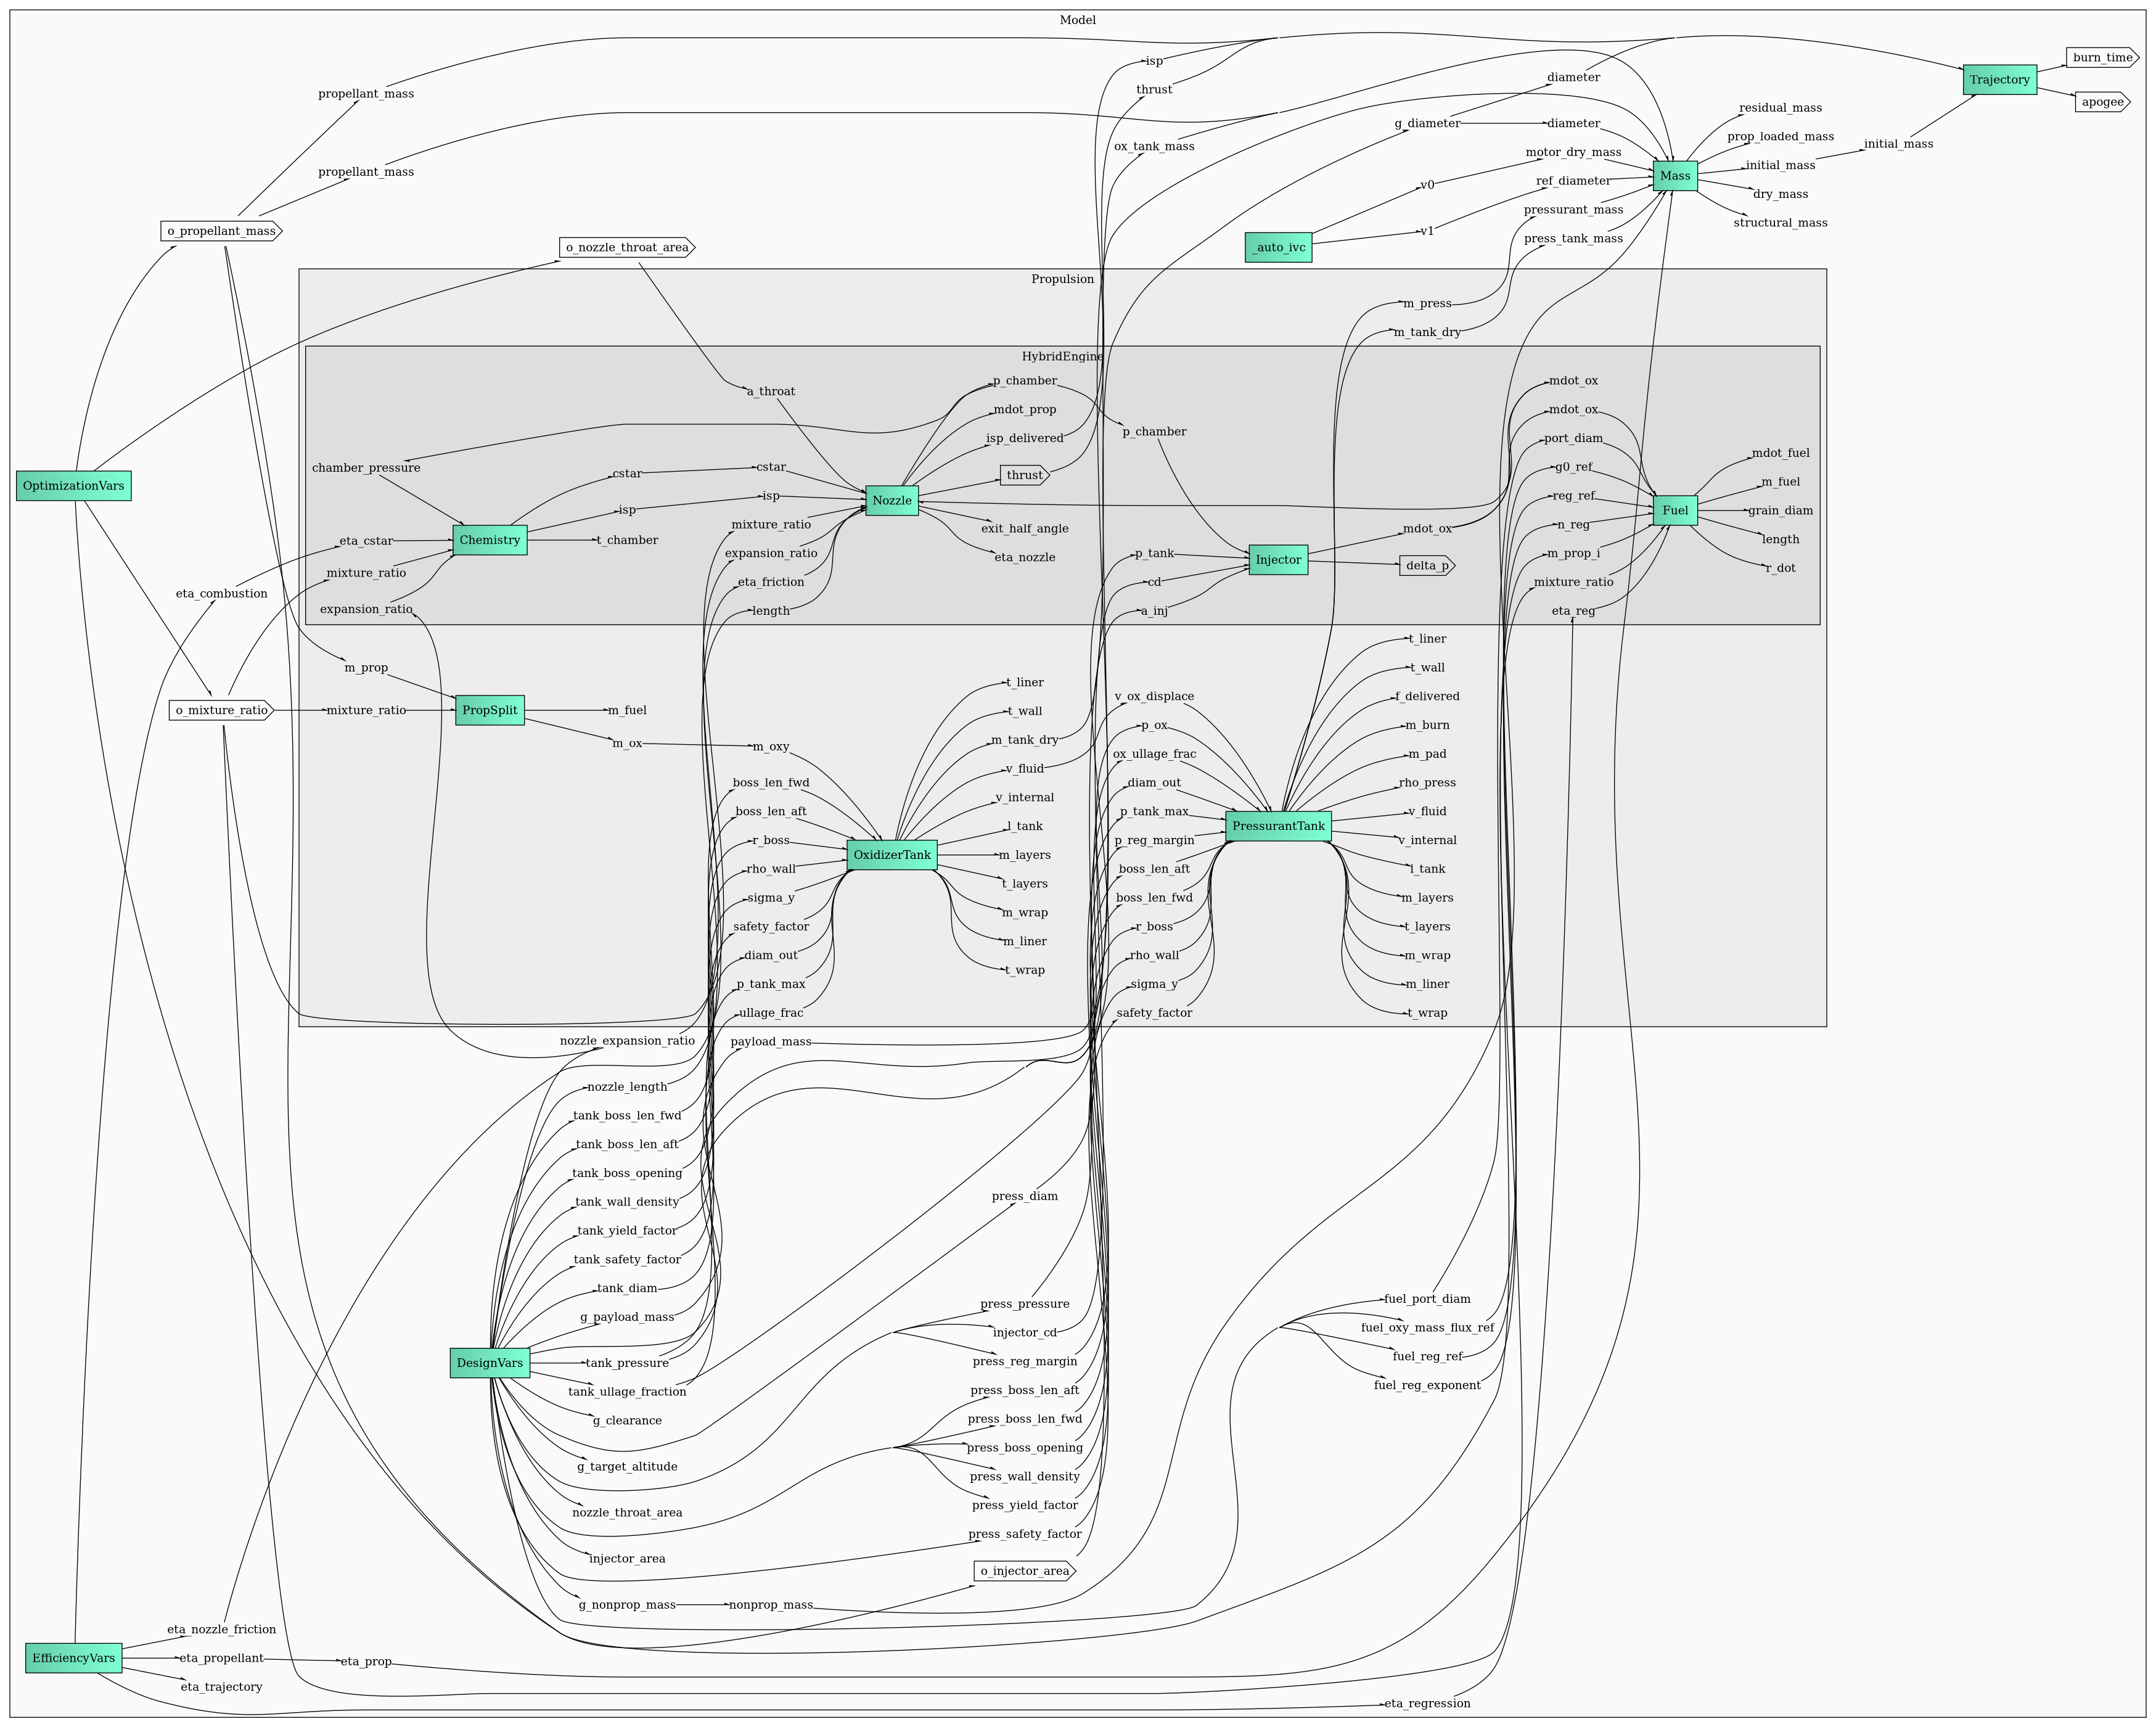 Model
burn_time
isp
Trajectory
diameter
thrust
propellant_mass
apogee
residual_mass
g_diameter
diameter
prop_loaded_mass
ox_tank_mass
initial_mass
motor_dry_mass
initial_mass
propellant_mass
Mass
ref_diameter
v0
dry_mass
pressurant_mass
structural_mass
o_propellant_mass
v1
press_tank_mass
o_nozzle_throat_area
_auto_ivc
Propulsion
m_press
m_tank_dry
HybridEngine
p_chamber
mdot_ox
a_throat
mdot_prop
mdot_ox
p_chamber
isp_delivered
port_diam
mdot_fuel
chamber_pressure
cstar
cstar
thrust
g0_ref
m_fuel
OptimizationVars
isp
isp
Nozzle
reg_ref
Fuel
grain_diam
mixture_ratio
exit_half_angle
mdot_ox
n_reg
length
eta_cstar
Chemistry
t_chamber
expansion_ratio
eta_nozzle
p_tank
Injector
delta_p
m_prop_i
r_dot
mixture_ratio
eta_friction
cd
mixture_ratio
eta_combustion
expansion_ratio
length
a_inj
eta_reg
t_liner
m_prop
t_wall
t_liner
v_ox_displace
f_delivered
o_mixture_ratio
mixture_ratio
PropSplit
m_fuel
t_wall
p_ox
m_burn
m_ox
m_oxy
m_tank_dry
ox_ullage_frac
m_pad
v_fluid
boss_len_fwd
diam_out
rho_press
v_internal
boss_len_aft
p_tank_max
PressurantTank
v_fluid
l_tank
r_boss
p_reg_margin
v_internal
OxidizerTank
m_layers
rho_wall
boss_len_aft
l_tank
t_layers
sigma_y
boss_len_fwd
m_layers
m_wrap
safety_factor
r_boss
t_layers
m_liner
diam_out
rho_wall
m_wrap
t_wrap
p_tank_max
sigma_y
m_liner
ullage_frac
safety_factor
t_wrap
nozzle_expansion_ratio
payload_mass
nozzle_length
tank_boss_len_fwd
tank_boss_len_aft
tank_boss_opening
press_diam
tank_wall_density
tank_yield_factor
tank_safety_factor
tank_diam
press_pressure
fuel_port_diam
g_payload_mass
injector_cd
fuel_oxy_mass_flux_ref
DesignVars
tank_pressure
press_reg_margin
fuel_reg_ref
tank_ullage_fraction
press_boss_len_aft
fuel_reg_exponent
g_clearance
press_boss_len_fwd
press_boss_opening
g_target_altitude
press_wall_density
nozzle_throat_area
press_yield_factor
press_safety_factor
injector_area
o_injector_area
g_nonprop_mass
nonprop_mass
eta_nozzle_friction
EfficiencyVars
eta_propellant
eta_prop
eta_trajectory
eta_regression